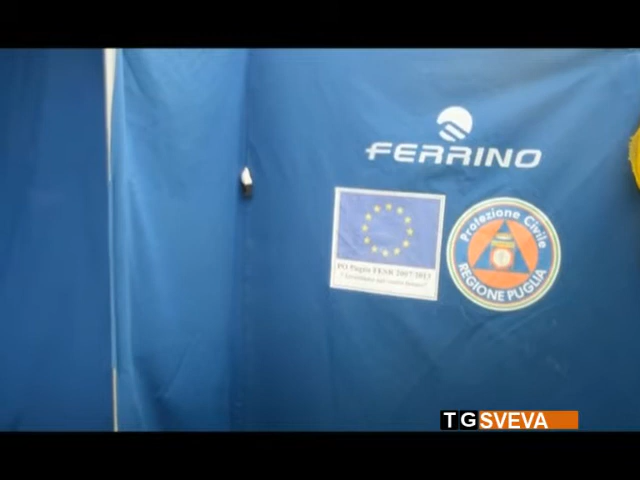 FERRINO
PO Puglia FESR 2007/2013
Protezione Civile
REGIONE PUGLIA
TGSVEVA